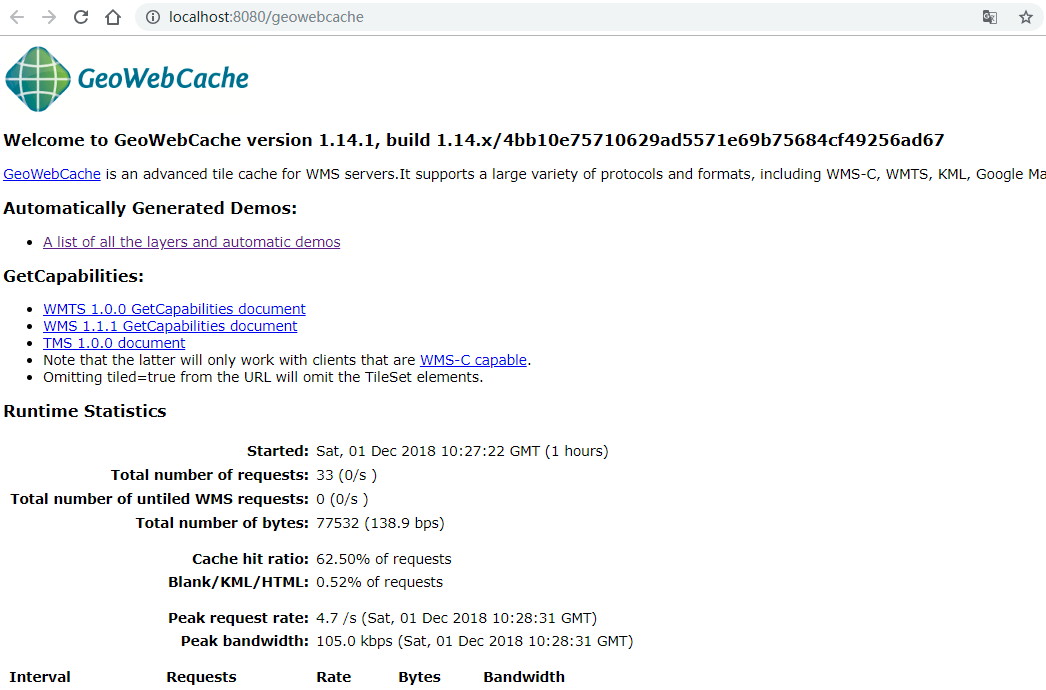 localhost:8080/geowebcache
GeoWebCache
Welcome to GeoWebCache version 1.14.1, build 1.14.x/4bb10e75710629ad5571e69b75684cf49256ad67
GeoWebCache is an advanced tile cache for WMS servers.It supports a large variety of protocols and formats, including WMS-C, WMTS, KML, Google Ma
Automatically Generated Demos:
A list of all the layers and automatic demos
GetCapabilities:
WMTS 1.0.0 GetCapabilities document
WMS 1.1.1 GetCapabilities document
TMS 1.0.0 document
Note that the latter will only work with clients that are WMS-C capable.
Omitting tiled=true from the URL will omit the TileSet elements.
Runtime Statistics
Started: Sat, 01 Dec 2018 10:27:22 GMT (1 hours)
Total number of requests: 33 (0/s )
Total number of untiled WMS requests: 0 (0/s )
Total number of bytes: 77532 (138.9 bps)
Cache hit ratio: 62.50% of requests
Blank/KML/HTML: 0.52% of requests
Peak request rate: 4.7 /s (Sat, 01 Dec 2018 10:28:31 GMT)
Peak bandwidth: 105.0 kbps (Sat, 01 Dec 2018 10:28:31 GMT)
Interval Requests Rate Bytes Bandwidth